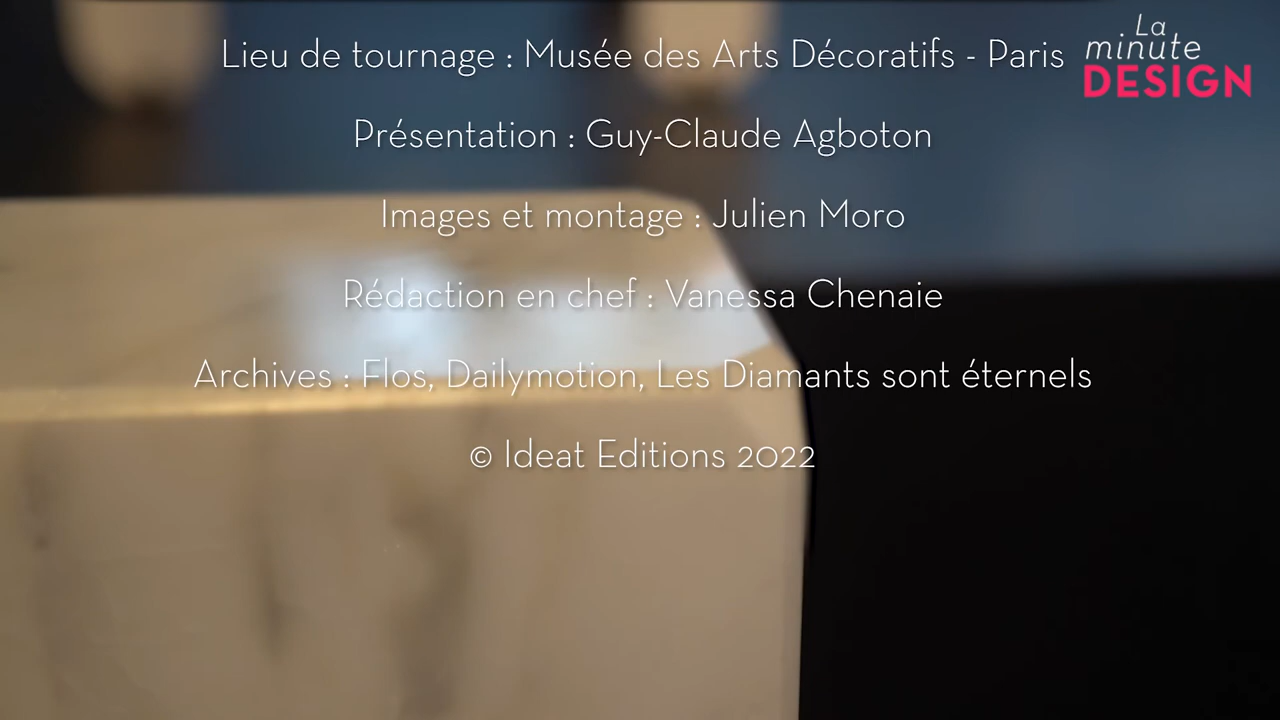 Lieu de tournage : Musée des Arts Décoratifs - Paris
La
minute
DESIGN
Présentation : Guy-Claude Agboton
Images et montage : Julien Moro
Rédaction en chef : Vanessa Chenaie
Archives : Flos, Dailymotion, Les Diamants sont éternels
© Ideat Editions 2022